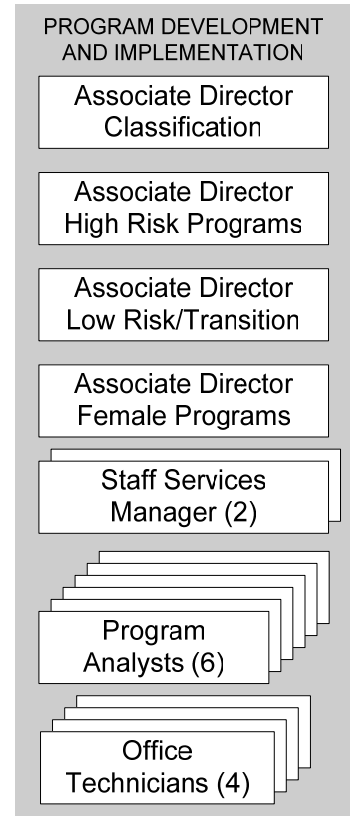 PROGRAM DEVELOPMENT
AND IMPLEMENTATION
Associate Director
Classification
Associate Director
High Risk Programs
Associate Director
Low Risk/Transition
Associate Director
Female Programs
Staff Services
Manager (2)
Program
Analysts (6)
Office
Technicians (4)